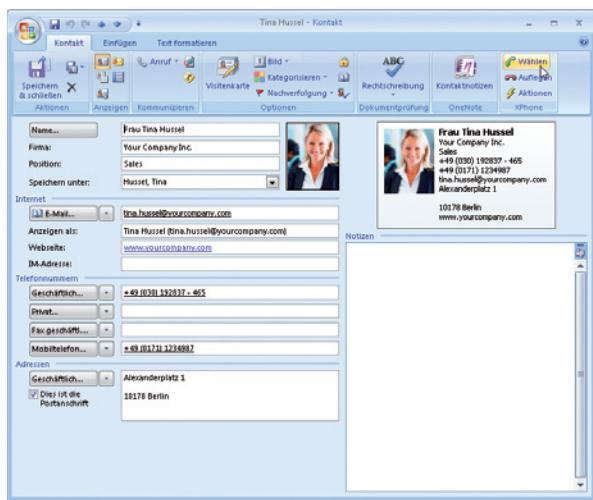 Tina Hussel - Kontakt
Kontakt Einfügen Text formatieren
Speichern & schließen
Aktionen
Anzeigen
Anruf
Kommunizieren
Visitenkarte
Bild
Kategorisieren
Nachverfolgung
Optionen
ABC
Rechtschreibung
Dokumentprüfung
Kontaktnotizen
OneNote
Wählen
Auflegen
Aktionen
XPhone
Name... Frau Tina Hussel
Firma: Your Company Inc.
Position: Sales
Speichern unter: Hussel, Tina
Internet
E-Mail... tina.hussel@yourcompany.com
Anzeigen als: Tina Hussel (tina.hussel@yourcompany.com)
Webseite: www.yourcompany.com
IM-Adresse:
Telefonnummern
Geschäftlich... +49 (030) 192837 - 465
Privat...
Fax geschäftl....
Mobiltelefon... +49 (0171) 1234987
Adressen
Geschäftlich... Alexanderplatz 1
10178 Berlin
Dies ist die
Postanschrift
Frau Tina Hussel
Your Company Inc.
Sales
+49 (030) 192837 - 465
+49 (0171) 1234987
tina.hussel@yourcompany.com
Alexanderplatz 1
10178 Berlin
www.yourcompany.com
Notizen